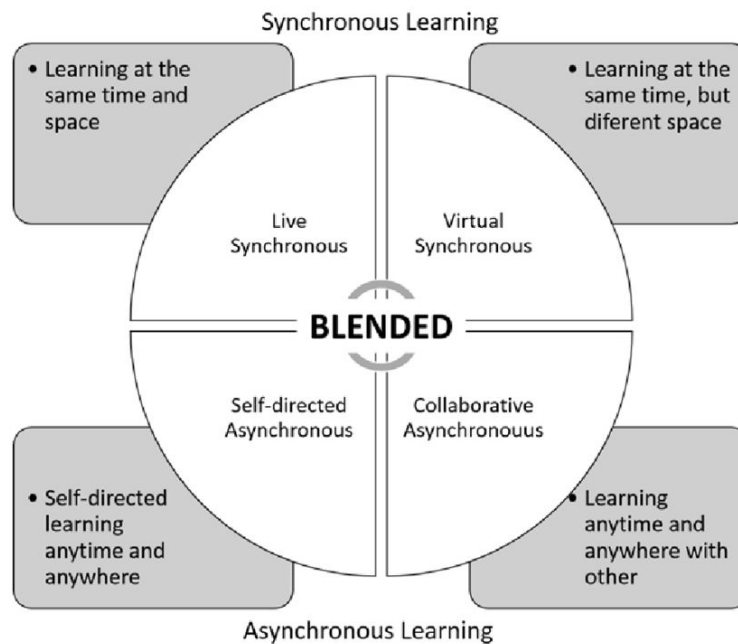 Synchronous Learning
• Learning at the
same time and
space
• Learning at the
same time, but
diferent space
Live
Synchronous
Virtual
Synchronous
BLENDED
Self-directed
Asynchronous
Collaborative
Asynchronouus
• Self-directed
learning
anytime and
anywhere
• Learning
anytime and
anywhere with
other
Asynchronous Learning